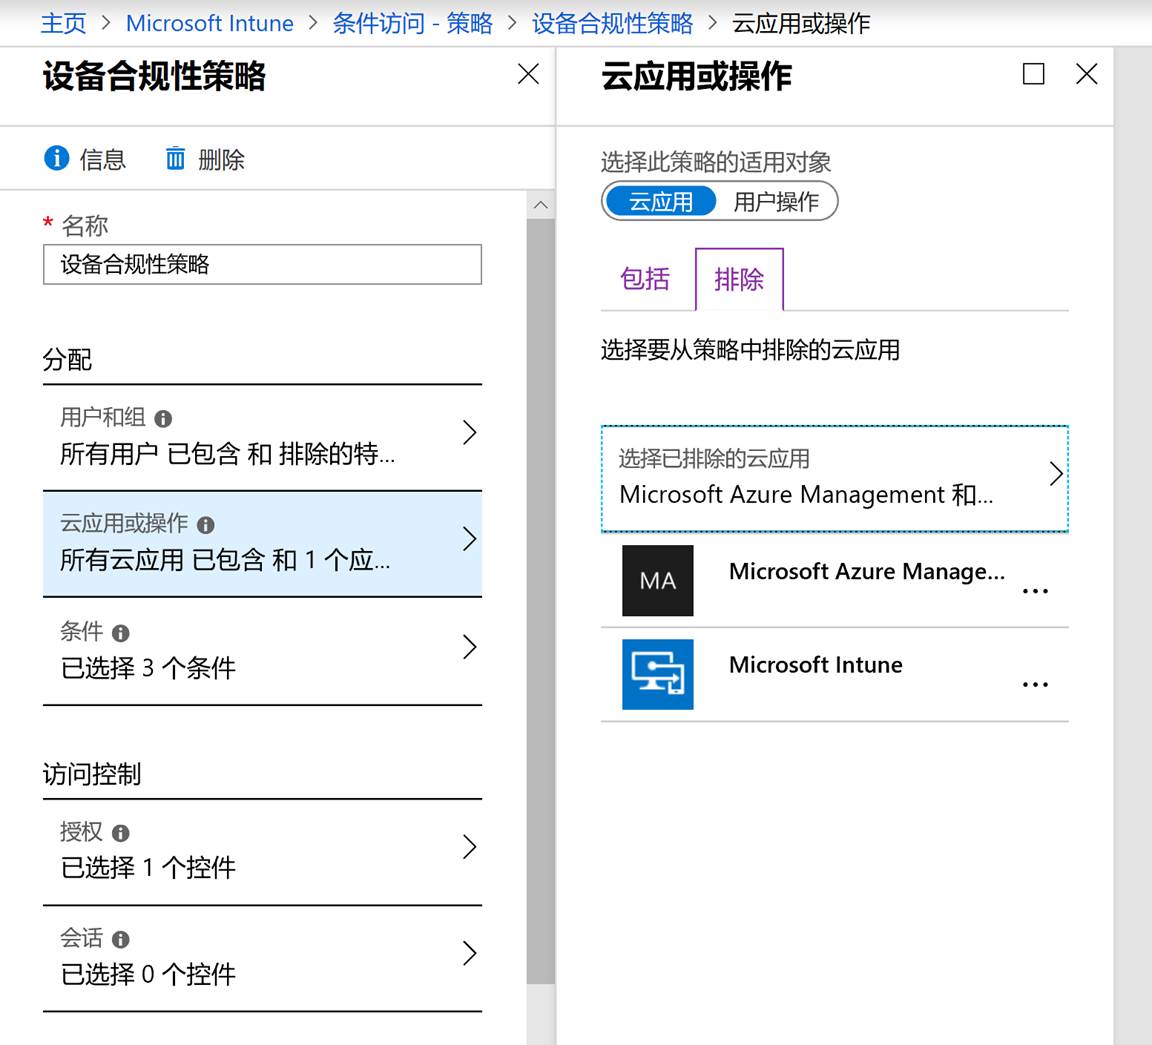 主页 > Microsoft Intune > 条件访问 - 策略 > 设备合规性策略 > 云应用或操作
设备合规性策略
信息 删除
* 名称
设备合规性策略
分配
用户和组
所有用户 已包含 和 排除的特...
云应用或操作
所有云应用 已包含 和 1 个应...
条件
已选择 3 个条件
访问控制
授权
已选择 1 个控件
会话
已选择 0 个控件
云应用或操作
选择此策略的适用对象
云应用 用户操作
包括 排除
选择要从策略中排除的云应用
选择已排除的云应用
Microsoft Azure Management 和...
MA Microsoft Azure Manage...
Microsoft Intune